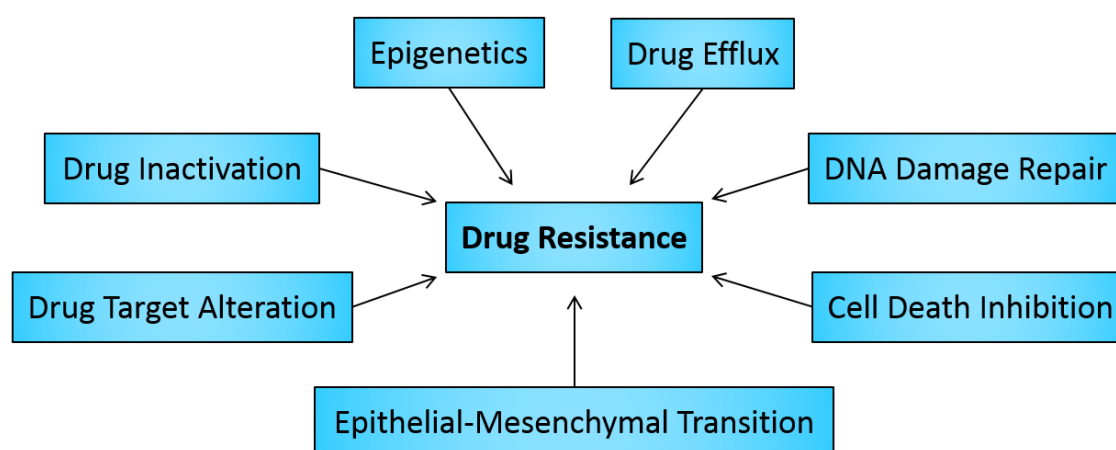 Epigenetics
Drug Efflux
Drug Inactivation
DNA Damage Repair
Drug Resistance
Drug Target Alteration
Cell Death Inhibition
Epithelial-Mesenchymal Transition